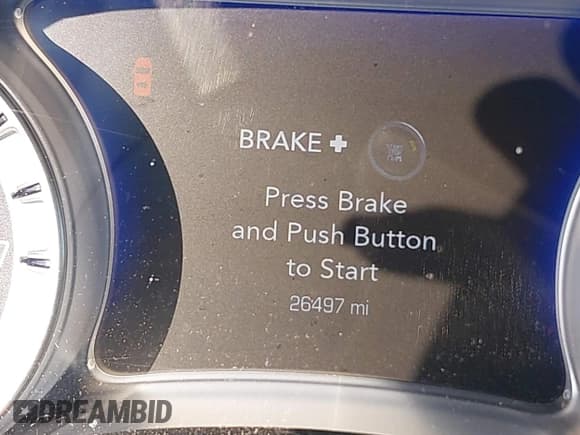 BRAKE +
Press Brake
and Push Button
to Start
26497 mi
DREAMBID